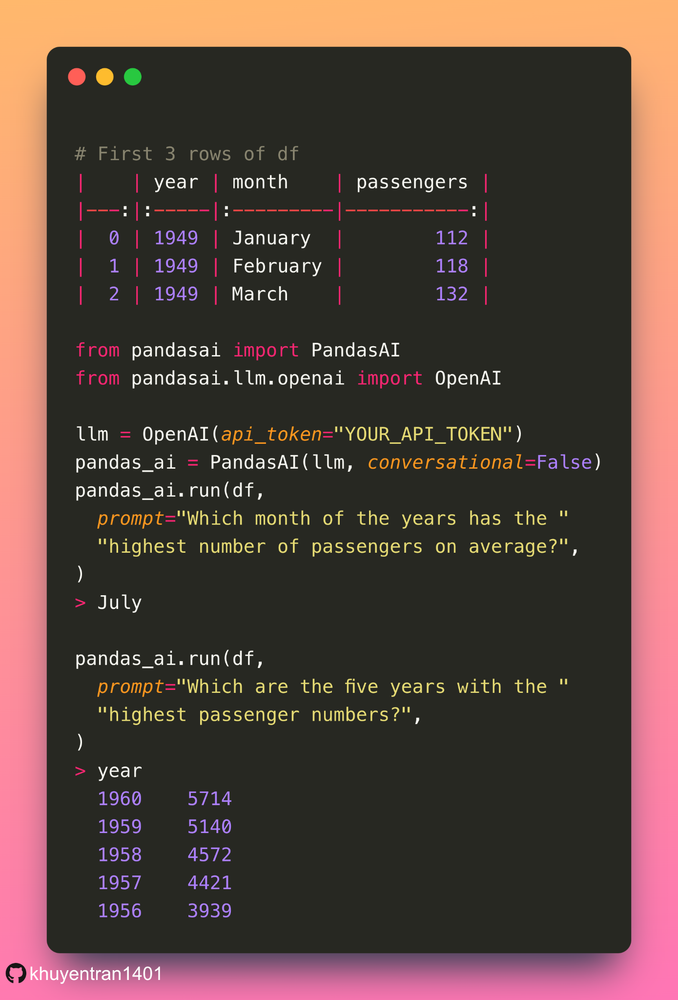 # First 3 rows of df
|    | year | month    | passengers |
|---:|:-----|:---------|-----------:|
|  0 | 1949 | January  |        112 |
|  1 | 1949 | February |        118 |
|  2 | 1949 | March    |        132 |
from pandasai import PandasAI
from pandasai.llm.openai import OpenAI
llm = OpenAI(api_token="YOUR_API_TOKEN")
pandas_ai = PandasAI(llm, conversational=False)
pandas_ai.run(df,
  prompt="Which month of the years has the "
  "highest number of passengers on average?",
)
> July
pandas_ai.run(df,
  prompt="Which are the five years with the "
  "highest passenger numbers?",
)
> year
  1960    5714
  1959    5140
  1958    4572
  1957    4421
  1956    3939
khuyentran1401